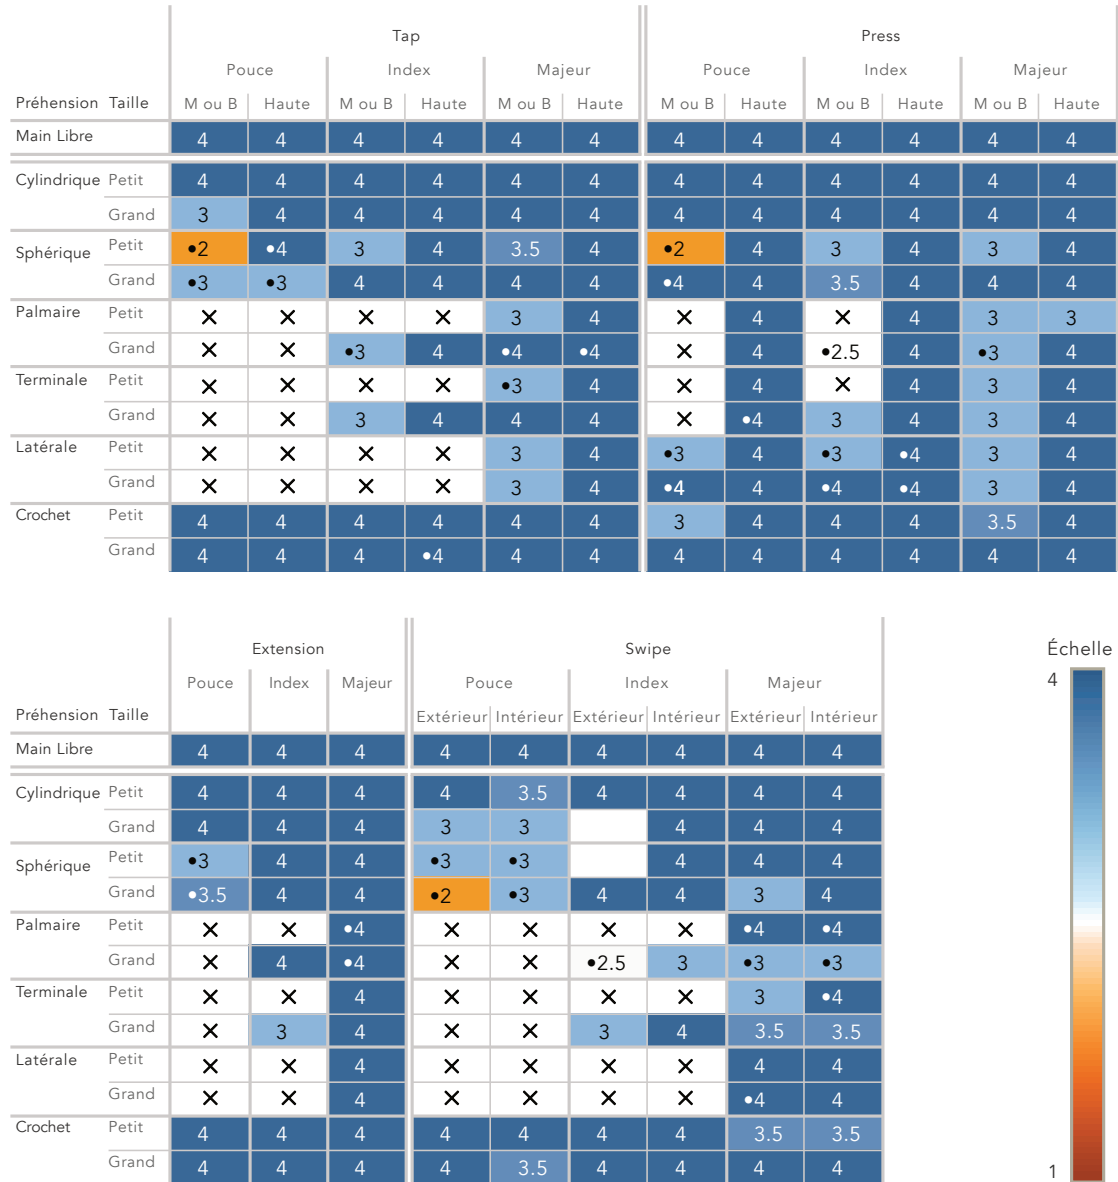 Tap Press
Pouce Index Majeur Pouce Index Majeur
Préhension Taille M ou B Haute M ou B Haute M ou B Haute M ou B Haute M ou B Haute M ou B Haute
Main Libre 4 4 4 4 4 4 4 4 4 4 4 4
Cylindrique Petit 4 4 4 4 4 4 4 4 4 4 4 4
Grand 3 4 4 4 4 4 4 4 4 4 4 4
Sphérique Petit •2 •4 3 4 3.5 4 •2 4 3 4 3 4
Grand •3 •3 4 4 4 4 •4 4 3.5 4 4 4
Palmaire Petit × × × × 3 4 × 4 × 4 3 3
Grand × × •3 4 •4 •4 × 4 •2.5 4 •3 4
Terminale Petit × × × × •3 4 × 4 × 4 3 4
Grand × × 3 4 4 4 × •4 3 4 3 4
Latérale Petit × × × × 3 4 •3 4 •3 •4 3 4
Grand × × × × 3 4 •4 4 •4 •4 3 4
Crochet Petit 4 4 4 4 4 4 3 4 4 4 3.5 4
Grand 4 4 4 •4 4 4 4 4 4 4 4 4
Extension Swipe Échelle
Pouce Index Majeur Pouce Index Majeur 4
Préhension Taille Extérieur Intérieur Extérieur Intérieur Extérieur Intérieur
Main Libre 4 4 4 4 4 4 4 4 4
Cylindrique Petit 4 4 4 4 3.5 4 4 4 4
Grand 4 4 4 3 3 4 4 4
Sphérique Petit •3 4 4 •3 •3 4 4 4
Grand •3.5 4 4 •2 •3 4 4 3 4
Palmaire Petit × × •4 × × × × •4 •4
Grand × 4 •4 × × •2.5 3 •3 •3
Terminale Petit × × 4 × × × × 3 •4
Grand × 3 4 × × 3 4 3.5 3.5
Latérale Petit × × 4 × × × × 4 4
Grand × × 4 × × × × •4 4
Crochet Petit 4 4 4 4 4 4 4 3.5 3.5
Grand 4 4 4 4 3.5 4 4 4 4 1